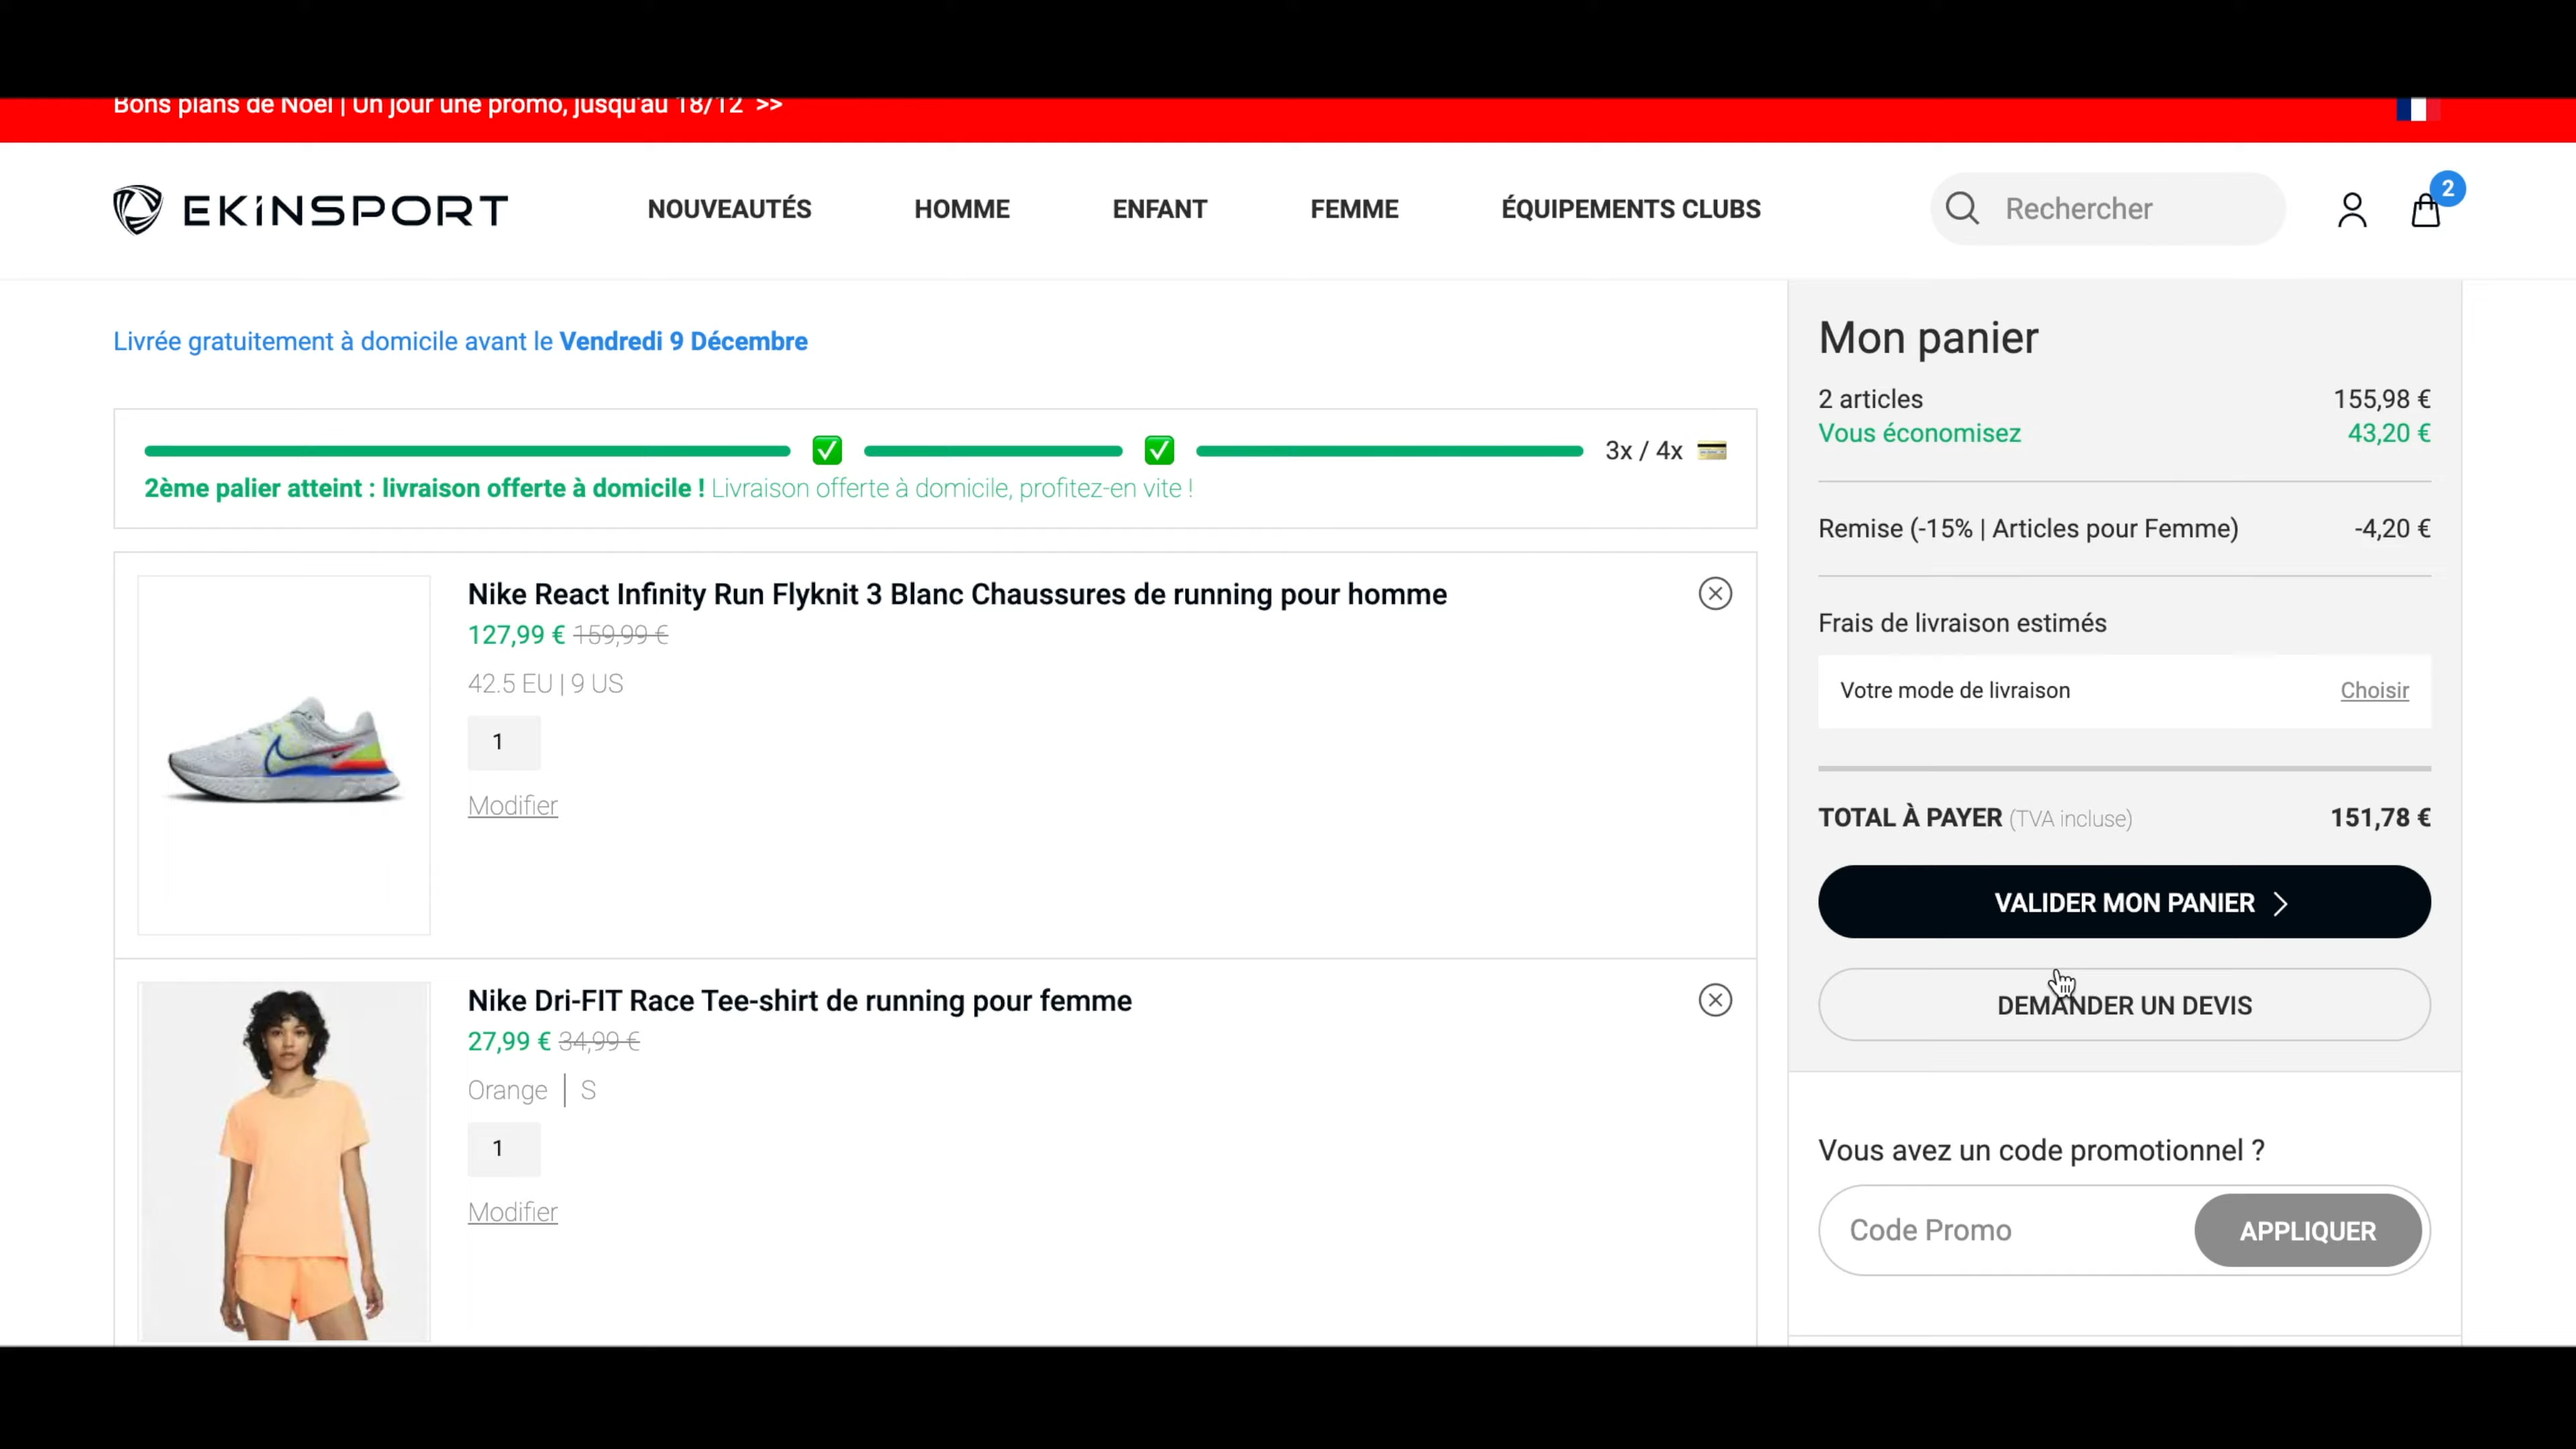 Bons plans de Noël | Un jour une promo, jusqu'au 18/12 >>
EKINSPORT
NOUVEAUTÉS
HOMME
ENFANT
FEMME
ÉQUIPEMENTS CLUBS
Rechercher
2
Livrée gratuitement à domicile avant le Vendredi 9 Décembre
3x / 4x
2ème palier atteint : livraison offerte à domicile ! Livraison offerte à domicile, profitez-en vite !
Nike React Infinity Run Flyknit 3 Blanc Chaussures de running pour homme
127,99 € 159,99 €
42.5 EU | 9 US
1
Modifier
Nike Dri-FIT Race Tee-shirt de running pour femme
27,99 € 34,99 €
Orange | S
1
Modifier
Mon panier
2 articles 155,98 €
Vous économisez 43,20 €
Remise (-15% | Articles pour Femme) -4,20 €
Frais de livraison estimés
Votre mode de livraison Choisir
TOTAL À PAYER (TVA incluse) 151,78 €
VALIDER MON PANIER
DEMANDER UN DEVIS
Vous avez un code promotionnel ?
Code Promo APPLIQUER